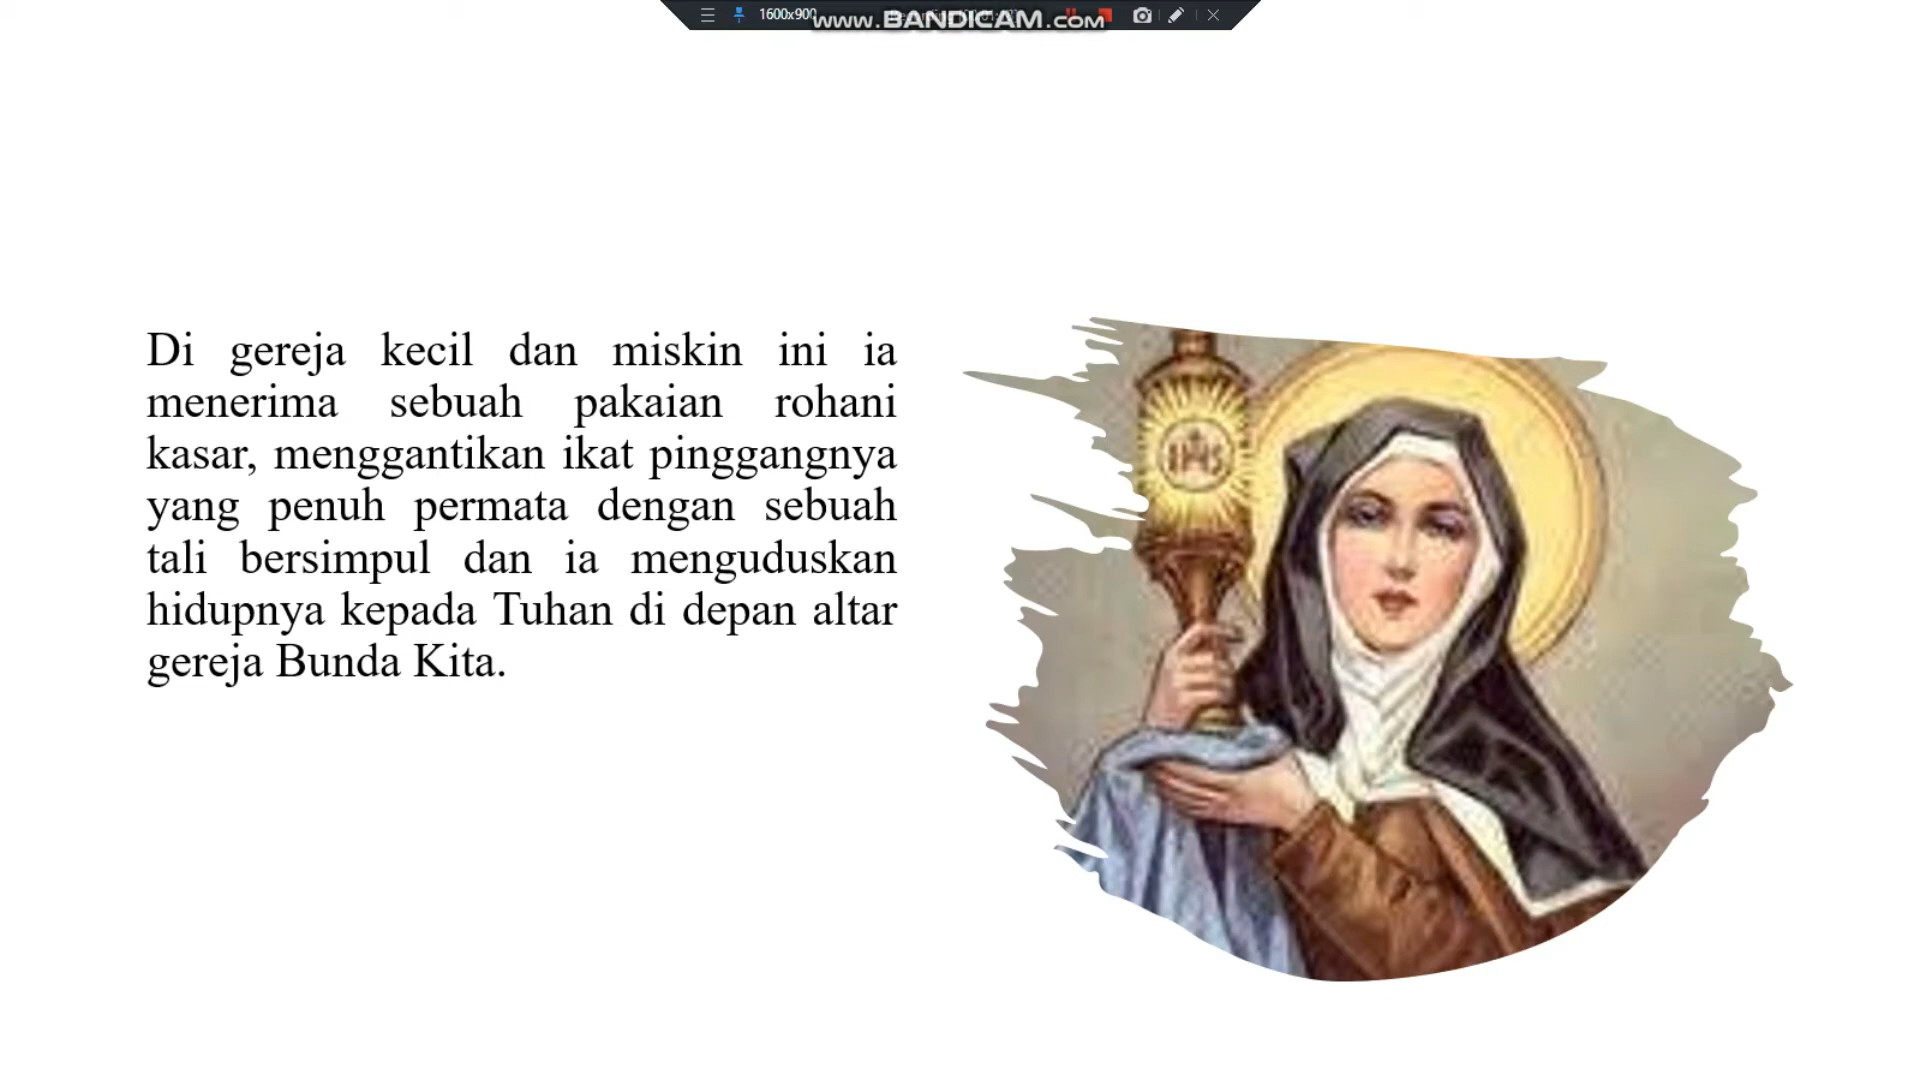 1600x900
www.BANDICAM.com
Di gereja kecil dan miskin ini ia
menerima sebuah pakaian rohani
kasar, menggantikan ikat pinggangnya
yang penuh permata dengan sebuah
tali bersimpul dan ia menguduskan
hidupnya kepada Tuhan di depan altar
gereja Bunda Kita.
IHS